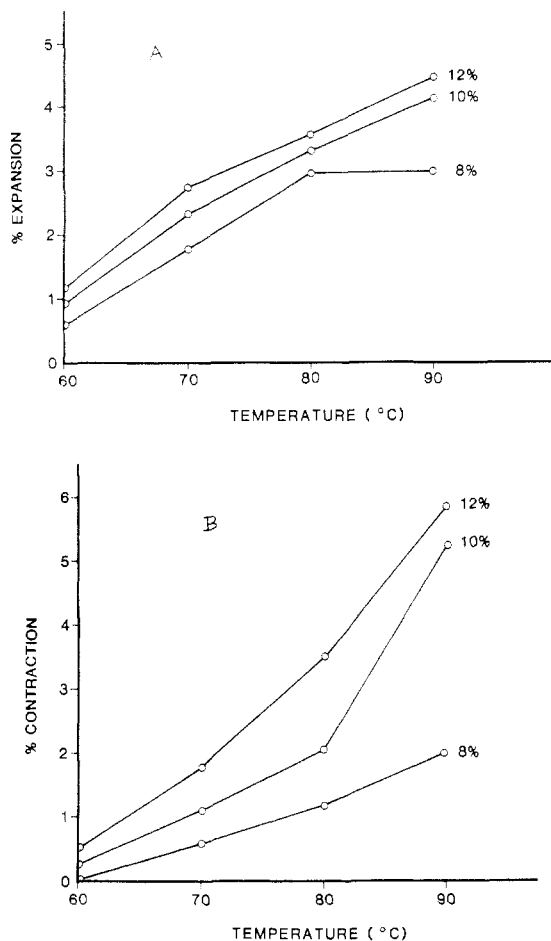 A
5
4
3
2
1
0
% EXPANSION
12%
10%
8%
60 70 80 90
TEMPERATURE ( °C)
B
6
5
4
3
2
1
0
% CONTRACTION
12%
10%
8%
60 70 80 90
TEMPERATURE ( °C)